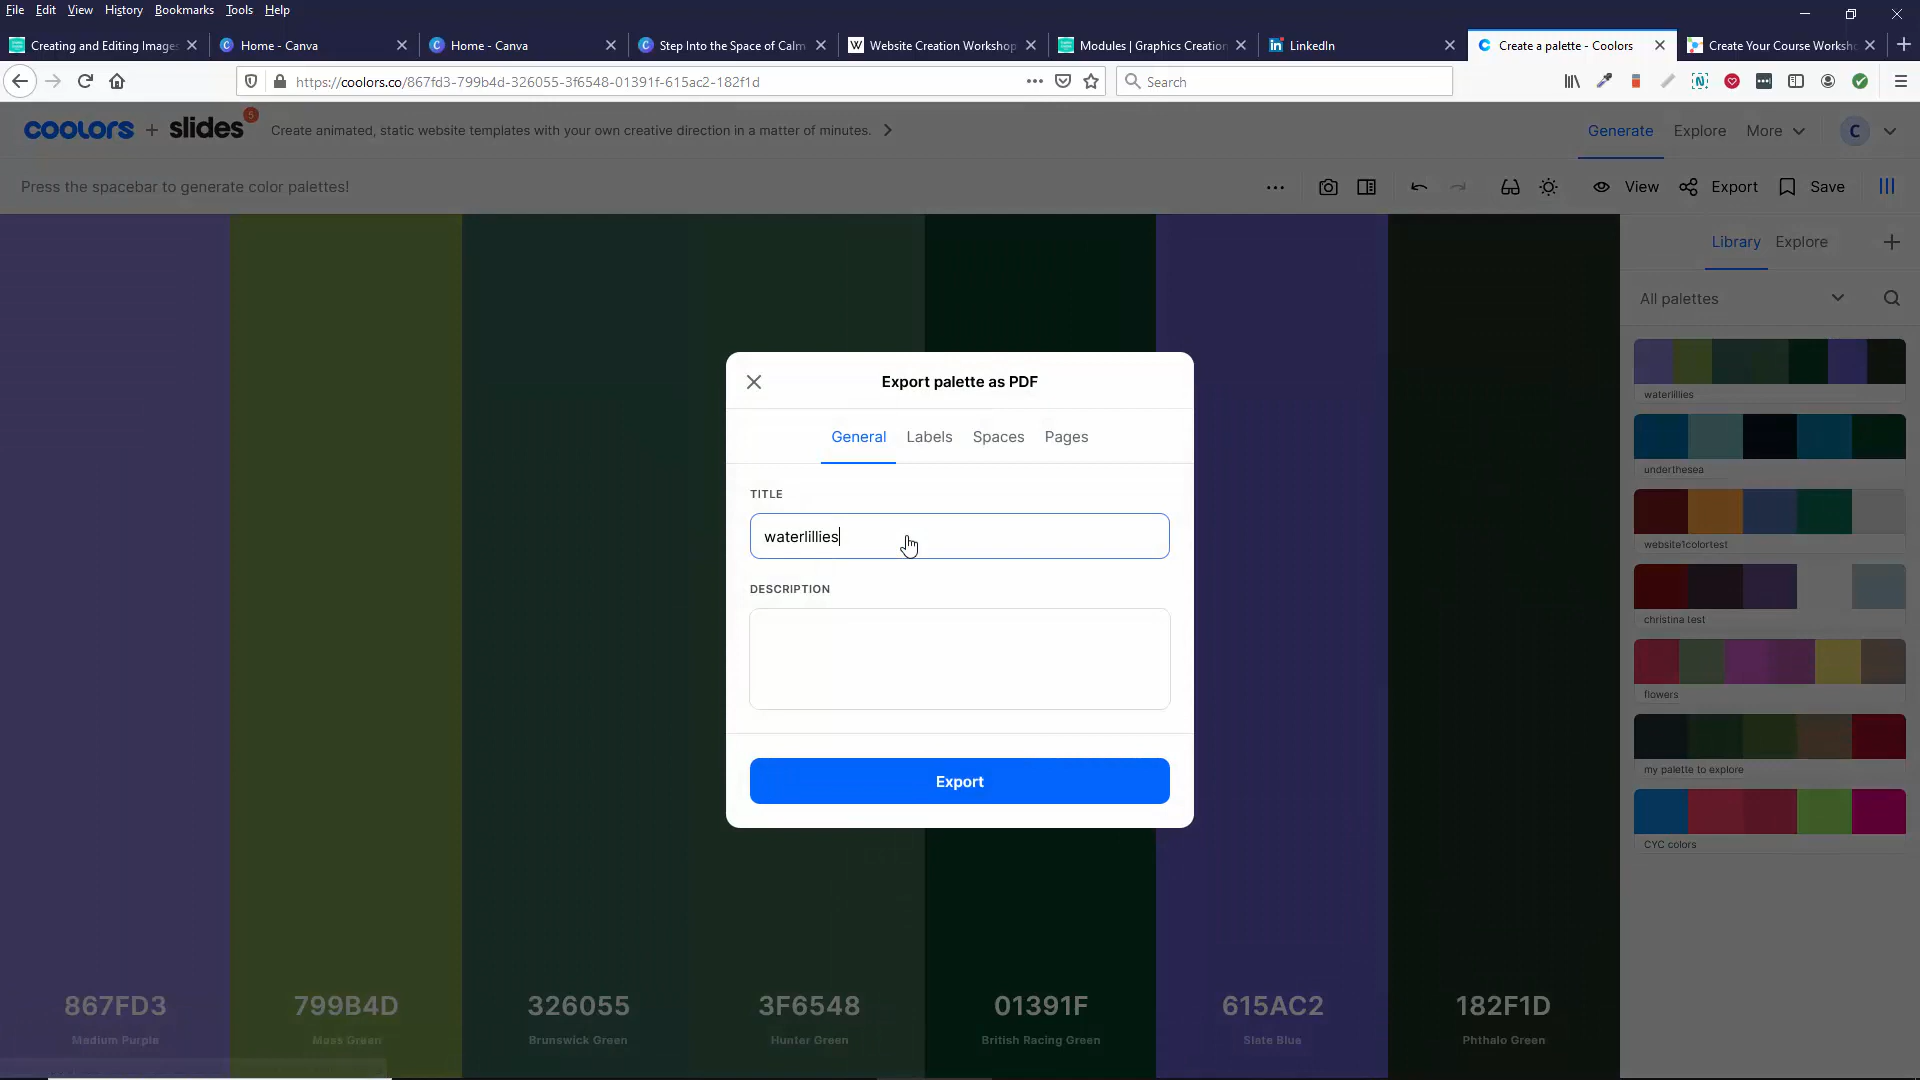 File Edit View History Bookmarks Tools Help
Creating and Editing Images
Home - Canva
Home - Canva
Step Into the Space of Calm
Website Creation Workshop
Modules | Graphics Creation
LinkedIn
Create a palette - Coolors
Create Your Course Worksho
https://coolors.co/867fd3-799b4d-326055-3f6548-01391f-615ac2-182f1d
Search
coolors + slides 5 Create animated, static website templates with your own creative direction in a matter of minutes.
Generate Explore More C
Press the spacebar to generate color palettes!
View Export Save
Library Explore
All palettes
waterlillies
underthesea
website1colortest
christina test
flowers
my palette to explore
CYC colors
Export palette as PDF
General Labels Spaces Pages
TITLE
waterlillies
DESCRIPTION
Export
867FD3 799B4D 326055 3F6548 01391F 615AC2 182F1D
Medium Purple Moss Green Brunswick Green Hunter Green British Racing Green Slate Blue Phthalo Green